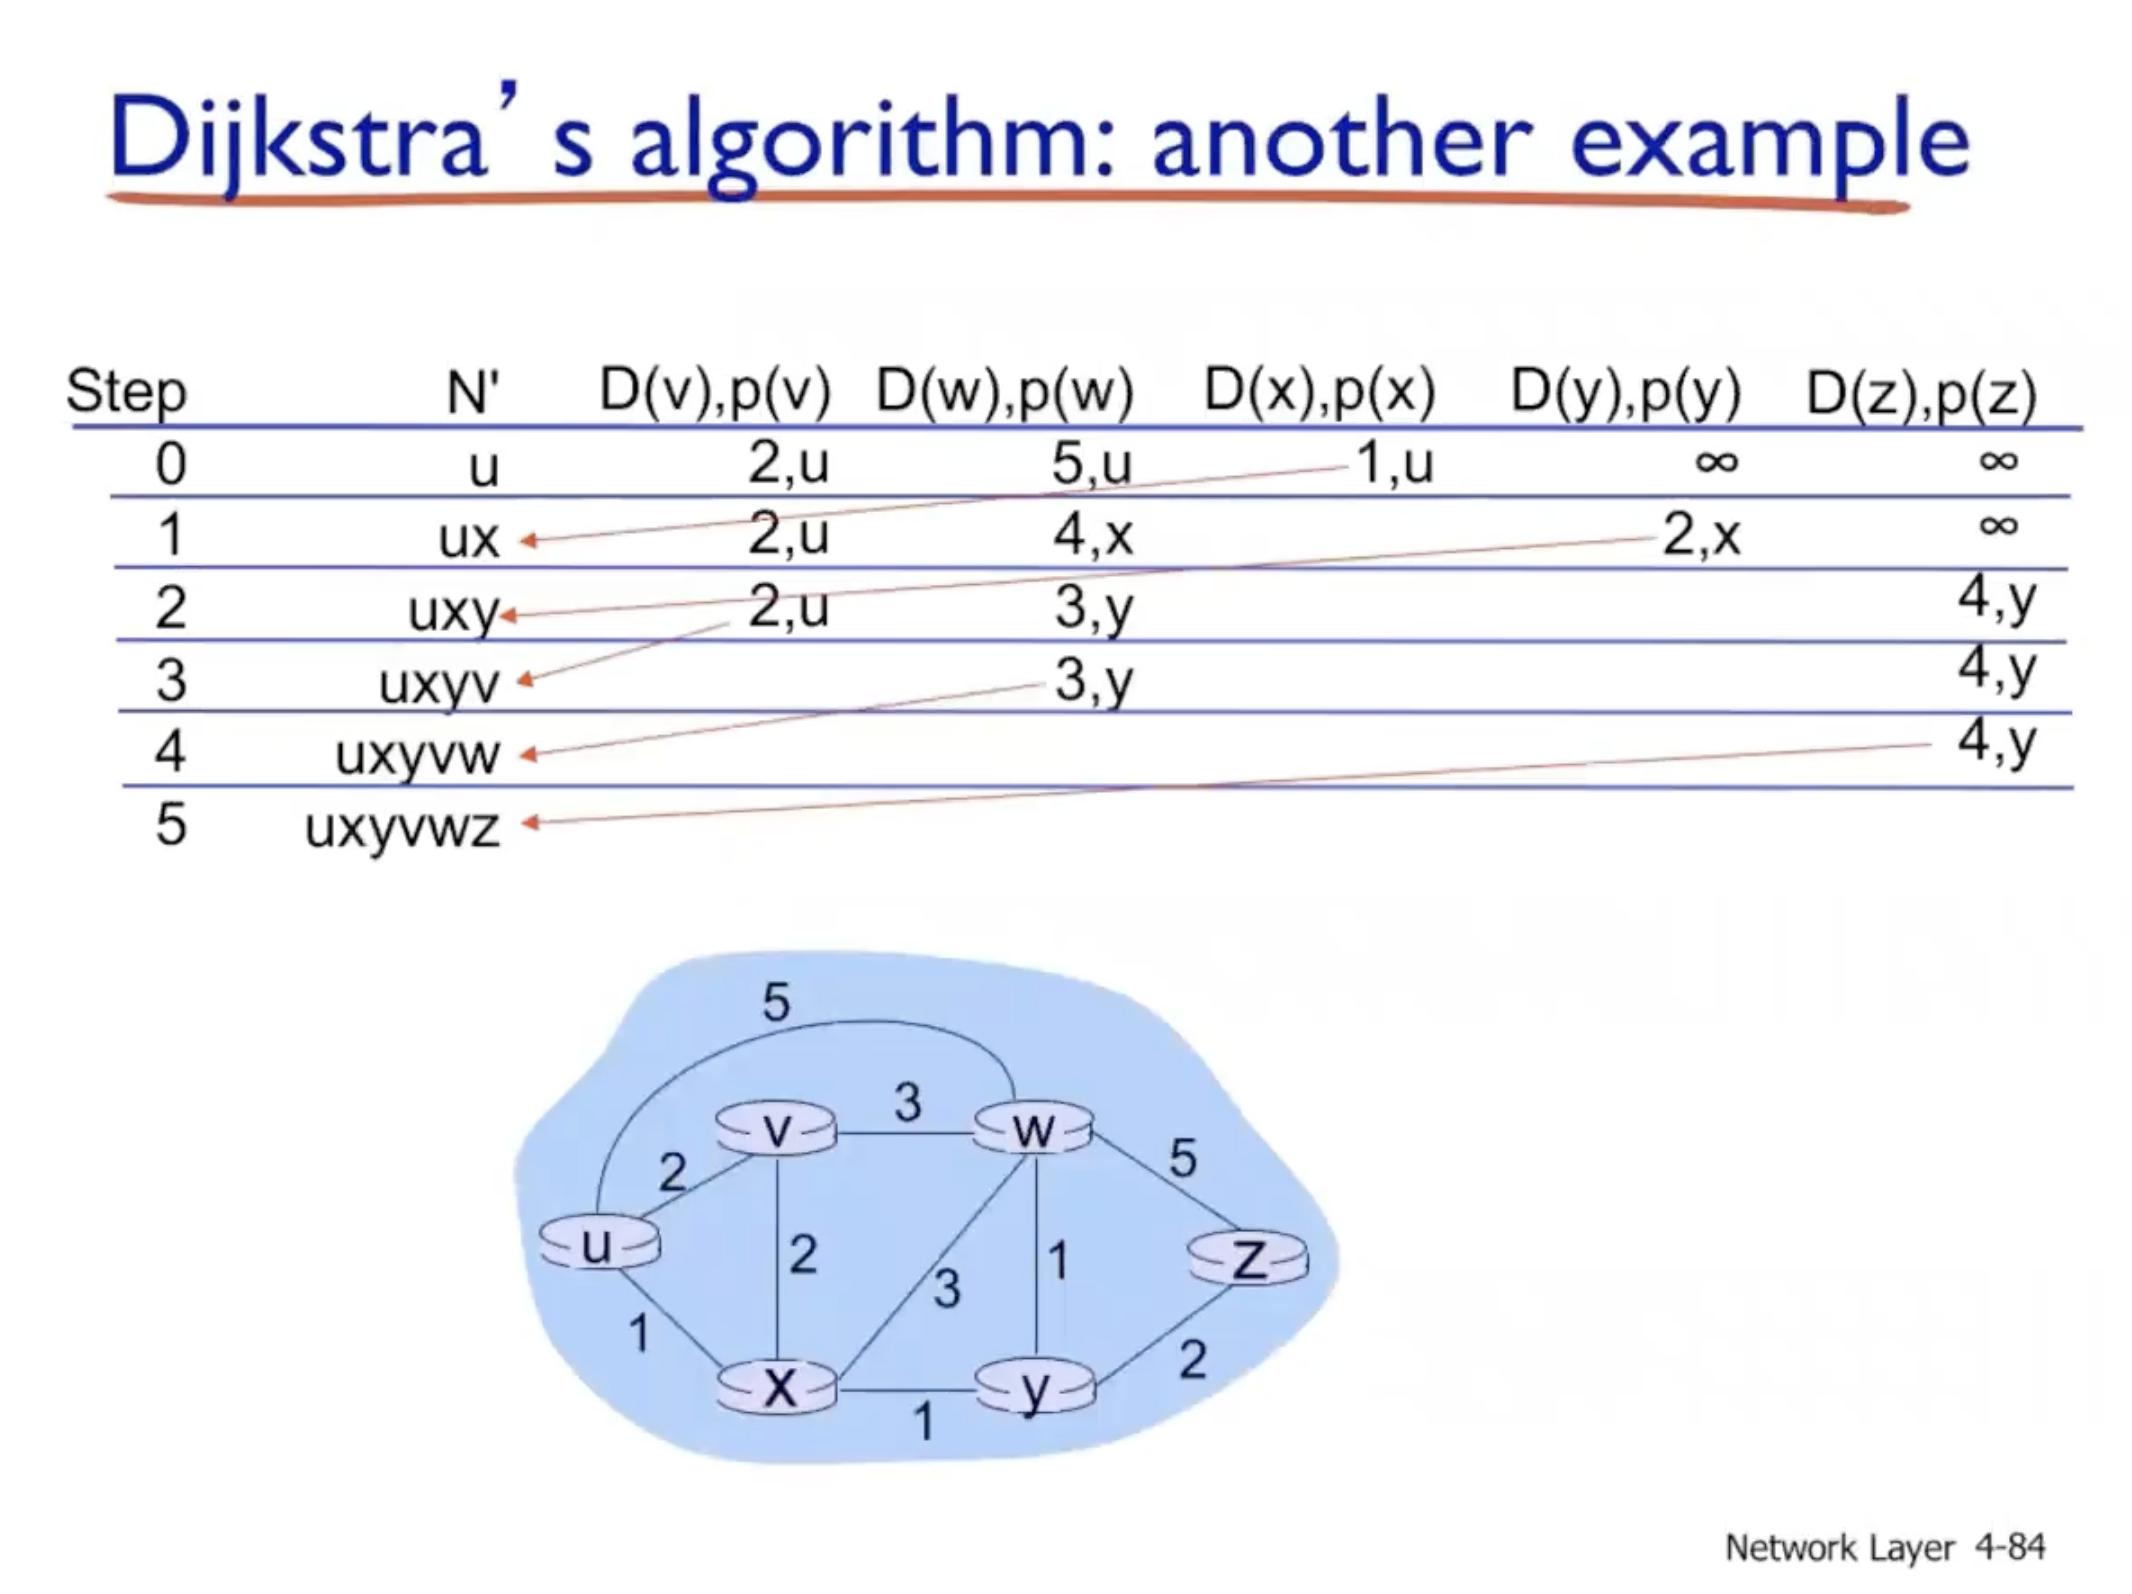 Dijkstra’s algorithm: another example
Step N' D(v),p(v) D(w),p(w) D(x),p(x) D(y),p(y) D(z),p(z)
0 u 2,u 5,u 1,u ∞ ∞
1 ux 2,u 4,x 2,x ∞
2 uxy 2,u 3,y 4,y
3 uxyv 3,y 4,y
4 uxyvw 4,y
5 uxyvwz
5
v 3 w
2 5
u 2 1 z
3
1 2
x 1 y
Network Layer 4-84